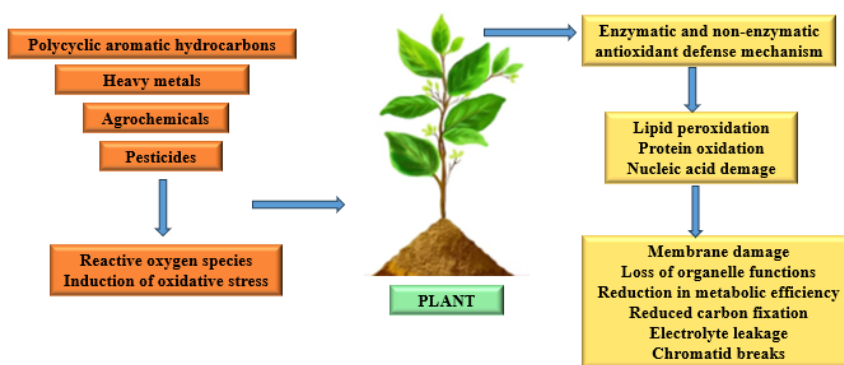 Polycyclic aromatic hydrocarbons
Heavy metals
Agrochemicals
Pesticides
Reactive oxygen species
Induction of oxidative stress
PLANT
Enzymatic and non-enzymatic
antioxidant defense mechanism
Lipid peroxidation
Protein oxidation
Nucleic acid demage
Membrane damage
Loss of organelle functions
Reduction in metabolic efficiency
Reduced carbon fixation
Electrolyte leakage
Chromatid breaks